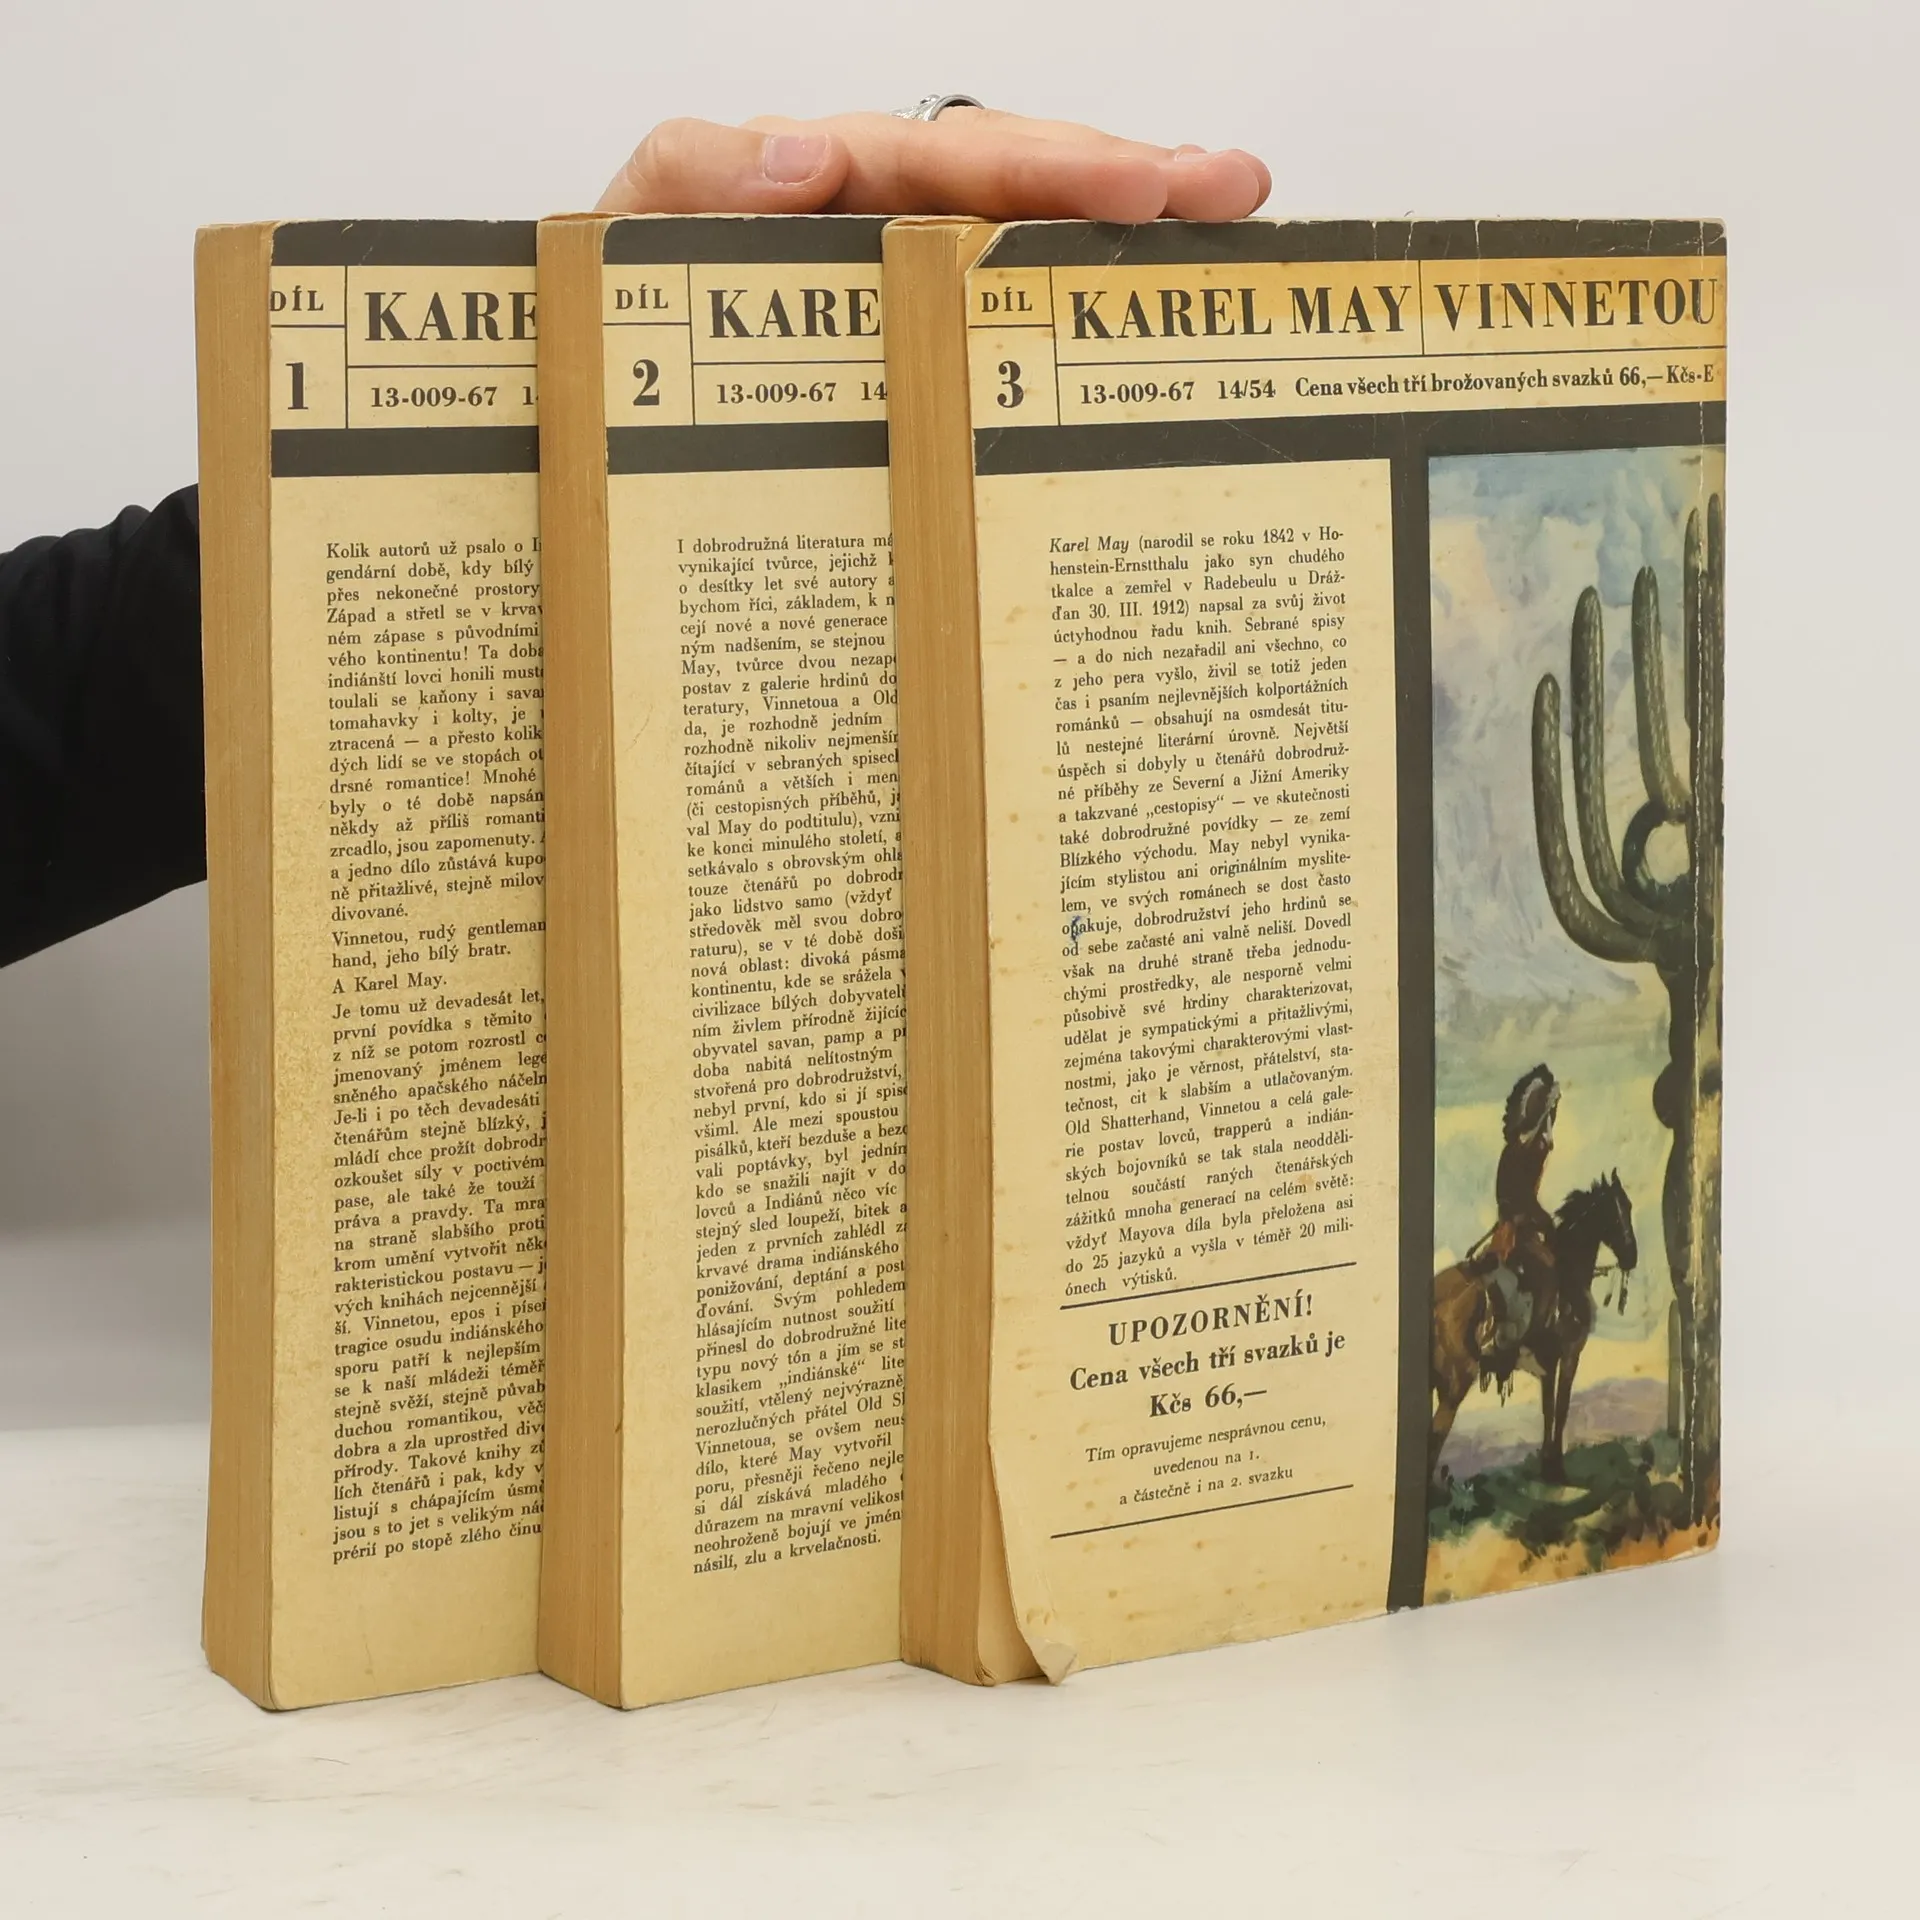 DÍL
1
KARE
13-009-67
Kolik autorů už psalo o
gendární době, kdy bílý
přes nekonečné prostory
Západ a střetl se v
ném zápase s původními
vého kontinentu! Ta
indiánští lovci honili
toulali se kaňony i
tomahavky i kolty, je
ztracená — a přesto kolik
dých lidí se ve stopách
drsné romantice! Mnohé
byly o té době
někdy až příliš
zrcadlo, jsou zapomenuty.
a jedno dílo zůstává
ně přitažlivé, stejně
divované.
Vinnetou, rudý gentleman
hand, jeho bílý bratr.
A Karel May.
Je tomu už devadesát let,
první povídka s těmito
z níž se potom rozrostl
jmenovaný jménem
sněného apačského
Je-li i po těch devadesáti
čtenářům stejně blízký,
mládí chce prožít
ozkoušet síly v poctivém
pase, ale také že touží
práva a pravdy. Ta
na straně slabšího proti
krom umění vytvořit
rakteristickou postavu —
vých knihách nejcennější
ší. Vinnetou, epos i
tragice osudu indiánského
sporu patří k nejlepším
se k naší mládeži téměř
stejně svěží, stejně
duchou romantikou,
dobra a zla uprostřed
přírody. Takové knihy
lích čtenářů i pak, kdy
listují s chápajícím
jsou s to jet s velikým
prérií po stopě zlého činu
DÍL
2
KARE
13-009-67
I dobrodružná literatura
vynikající tvůrce, jejichž
o desítky let své autory
bychom říci, základem, k
cejí nové a nové generace
ným nadšením, se stejnou
May, tvůrce dvou
postav z galerie hrdinů
teratury, Vinnetoua a Old
da, je rozhodně jedním
rozhodně nikoliv
čítající v sebraných
románů a větších i
(či cestopisných příběhů,
val May do podtitulu),
ke konci minulého století,
setkávalo s obrovským
touze čtenářů po
jako lidstvo samo (vždyť
středověk měl svou
raturu), se v té době
nová oblast: divoká pásma
kontinentu, kde se srážela
civilizace bílých
ním živlem přírodně
obyvatel savan, pamp a
doba nabitá nelítostným
stvořená pro dobrodružství,
nebyl první, kdo si jí
všiml. Ale mezi spoustou
pisálků, kteří bezduše a
vali poptávky, byl jedním
kdo se snažili najít v
lovců a Indiánů něco víc
stejný sled loupeží, bitek
jeden z prvních zahlédl
krvavé drama indiánského
ponižování, deptání a
ďování. Svým pohledem
hlásajícím nutnost soužití
přinesl do dobrodružné
typu nový tón a jím se
klasikem „indiánské“
soužití, vtělený
nerozlučných přátel Old
Vinnetoua, se ovšem
dílo, které May vytvořil
poru, přesněji řečeno
si dál získává mladého
důrazem na mravní
neohroženě bojují ve
násilí, zlu a krvelačnosti.
DÍL
3
KAREL MAY VINNETOU
13-009-67 14/54 Cena všech tří brožovaných svazků 66,— Kčs-E
Karel May (narodil se roku 1842 v Ho-
henstein-Ernstthalu jako syn chudého
tkalce a zemřel v Radebeulu u Dráž-
ďan 30. III. 1912) napsal za svůj život
úctyhodnou řadu knih. Sebrané spisy
— a do nich nezařadil ani všechno, co
z jeho pera vyšlo, živil se totiž jeden
čas i psaním nejlevnějších kolportážních
románků — obsahují na osmdesát titu-
lů nestejné literární úrovně. Největší
úspěch si dobyly u čtenářů dobrodruž-
né příběhy ze Severní a Jižní Ameriky
a takzvané „cestopisy“ — ve skutečnosti
také dobrodružné povídky — ze zemí
Blízkého východu. May nebyl vynika-
jícím stylistou ani originálním myslite-
lem, ve svých románech se dost často
opakuje, dobrodružství jeho hrdinů se
od sebe začasté ani valně neliší. Dovedl
však na druhé straně třeba jednodu-
chými prostředky, ale nesporně velmi
působivě své hrdiny charakterizovat,
udělat je sympatickými a přitažlivými,
zejména takovými charakterovými vlast-
nostmi, jako je věrnost, přátelství, sta-
tečnost, cit k slabším a utlačovaným.
Old Shatterhand, Vinnetou a celá gale-
rie postav lovců, trapperů a indián-
ských bojovníků se tak stala neodděli-
telnou součástí raných čtenářských
zážitků mnoha generací na celém světě:
vždyť Mayova díla byla přeložena asi
do 25 jazyků a vyšla v téměř 20 mili-
ónech výtisků.
UPOZORNĚNÍ!
Cena všech tří svazků je
Kčs 66,—
Tím opravujeme nesprávnou cenu,
uvedenou na 1.
a částečně i na 2. svazku